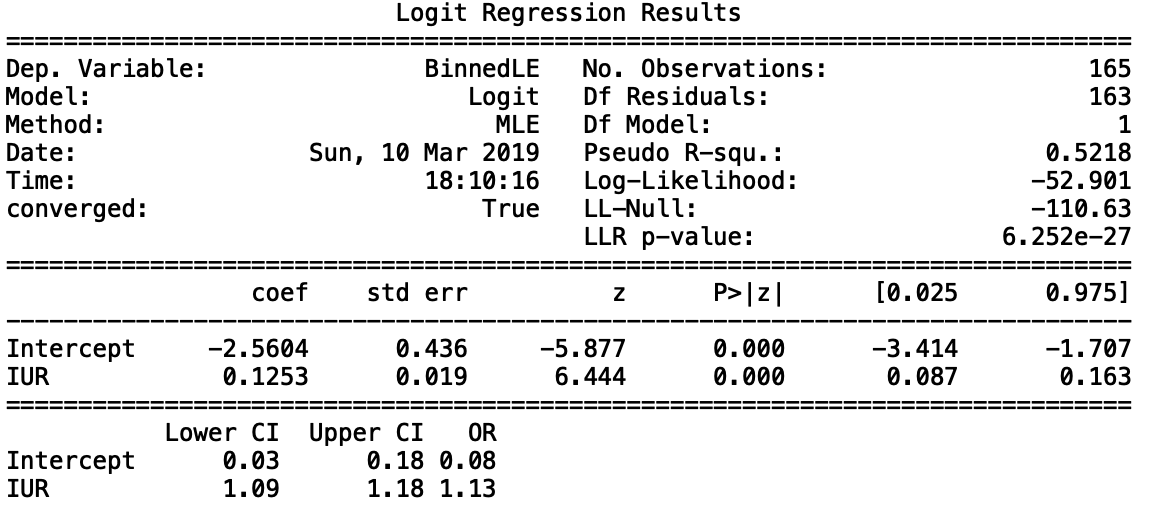 Logit Regression Results
==============================================================================
Dep. Variable: BinnedLE No. Observations: 165
Model: Logit Df Residuals: 163
Method: MLE Df Model: 1
Date: Sun, 10 Mar 2019 Pseudo R-squ.: 0.5218
Time: 18:10:16 Log-Likelihood: -52.901
converged: True LL-Null: -110.63
LLR p-value: 6.252e-27
==============================================================================
coef std err z P>|z| [0.025 0.975]
------------------------------------------------------------------------------
Intercept -2.5604 0.436 -5.877 0.000 -3.414 -1.707
IUR 0.1253 0.019 6.444 0.000 0.087 0.163
==============================================================================
Lower CI Upper CI OR
Intercept 0.03 0.18 0.08
IUR 1.09 1.18 1.13